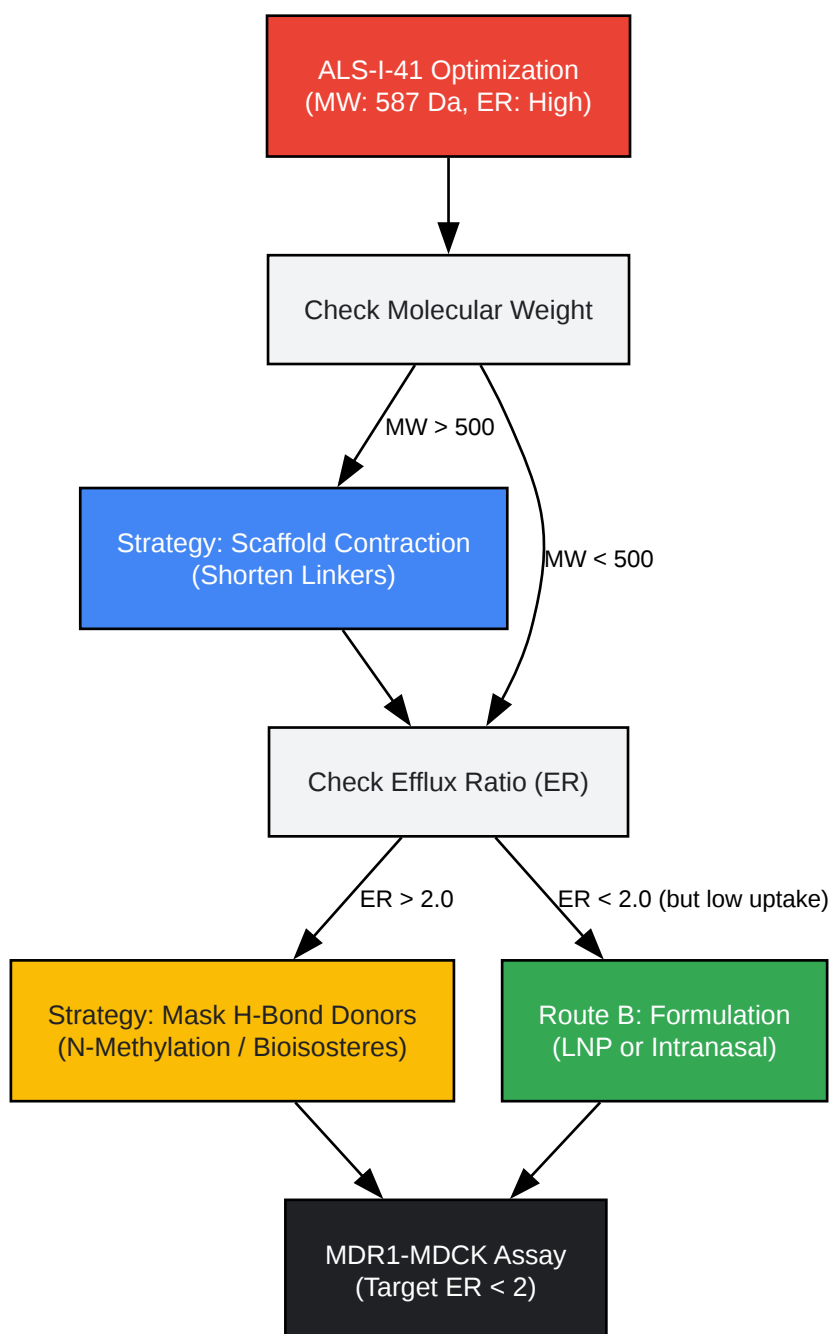 ALS-I-41 Optimization
(MW: 587 Da, ER: High)
Check Molecular Weight
MW > 500
Strategy: Scaffold Contraction
(Shorten Linkers)
MW < 500
Check Efflux Ratio (ER)
ER > 2.0
ER < 2.0 (but low uptake)
Strategy: Mask H-Bond Donors
(N-Methylation / Bioisosteres)
Route B: Formulation
(LNP or Intranasal)
MDR1-MDCK Assay
(Target ER < 2)